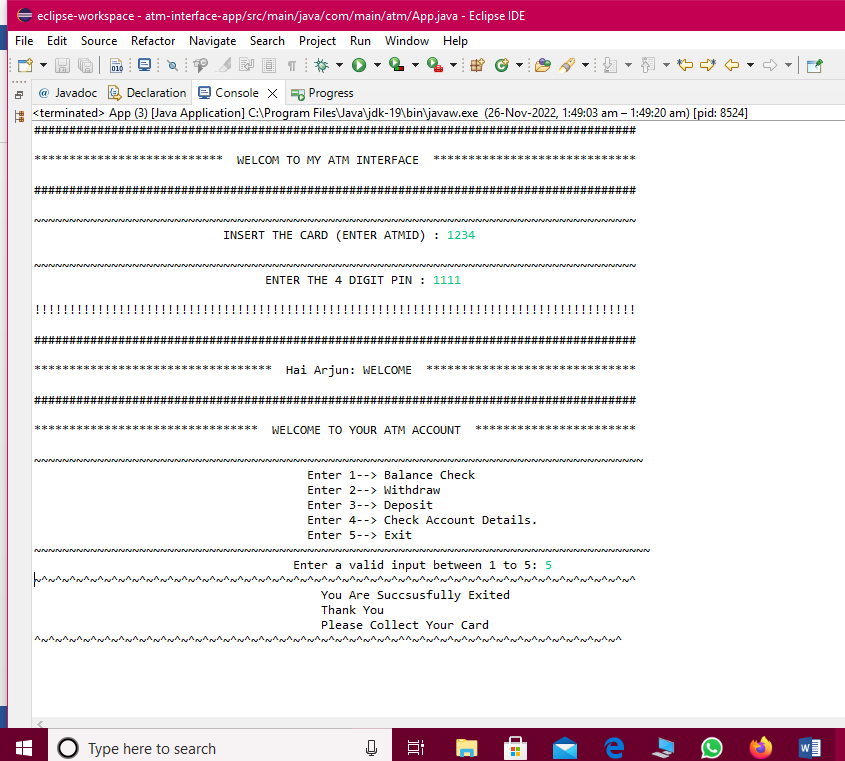 eclipse-workspace - atm-interface-app/src/main/java/com/main/atm/App.java - Eclipse IDE
File Edit Source Refactor Navigate Search Project Run Window Help
@ Javadoc Declaration Console Progress
<terminated> App (3) [Java Application] C:\Program Files\Java\jdk-19\bin\javaw.exe (26-Nov-2022, 1:49:03 am – 1:49:20 am) [pid: 8524]
######################################################################################
*************************** WELCOM TO MY ATM INTERFACE *****************************
######################################################################################
~~~~~~~~~~~~~~~~~~~~~~~~~~~~~~~~~~~~~~~~~~~~~~~~~~~~~~~~~~~~~~~~~~~~~~~~~~~~~~~~~~~~~~
INSERT THE CARD (ENTER ATMID) : 1234
~~~~~~~~~~~~~~~~~~~~~~~~~~~~~~~~~~~~~~~~~~~~~~~~~~~~~~~~~~~~~~~~~~~~~~~~~~~~~~~~~~~~~~
ENTER THE 4 DIGIT PIN : 1111
!!!!!!!!!!!!!!!!!!!!!!!!!!!!!!!!!!!!!!!!!!!!!!!!!!!!!!!!!!!!!!!!!!!!!!!!!!!!!!!!!!!!!!
######################################################################################
********************************** Hai Arjun: WELCOME ******************************
######################################################################################
******************************** WELCOME TO YOUR ATM ACCOUNT ***********************
~~~~~~~~~~~~~~~~~~~~~~~~~~~~~~~~~~~~~~~~~~~~~~~~~~~~~~~~~~~~~~~~~~~~~~~~~~~~~~~~~~~~~~~
Enter 1--> Balance Check
Enter 2--> Withdraw
Enter 3--> Deposit
Enter 4--> Check Account Details.
Enter 5--> Exit
~~~~~~~~~~~~~~~~~~~~~~~~~~~~~~~~~~~~~~~~~~~~~~~~~~~~~~~~~~~~~~~~~~~~~~~~~~~~~~~~~~~~~~~~
Enter a valid input between 1 to 5: 5
~^~^~^~^~^~^~^~^~^~^~^~^~^~^~^~^~^~^~^~^~^~^~^~^~^~^~^~^~^~^~^~^~^~^~^~^~^~^~^~^~^~^~^
You Are Succsusfully Exited
Thank You
Please Collect Your Card
^~^~^~^~^~^~^~^~^~^~^~^~^~^~^~^~^~^~^~^~^~^~^~^~^~^~^^~^~^~^~^~^~^~^~^~^~^~^~^~^~^~^
Type here to search